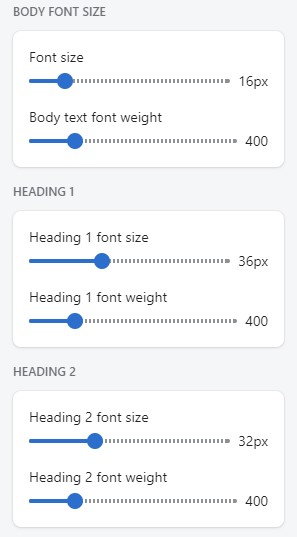 BODY FONT SIZE
Font size
16px
Body text font weight
400
HEADING 1
Heading 1 font size
36px
Heading 1 font weight
400
HEADING 2
Heading 2 font size
32px
Heading 2 font weight
400